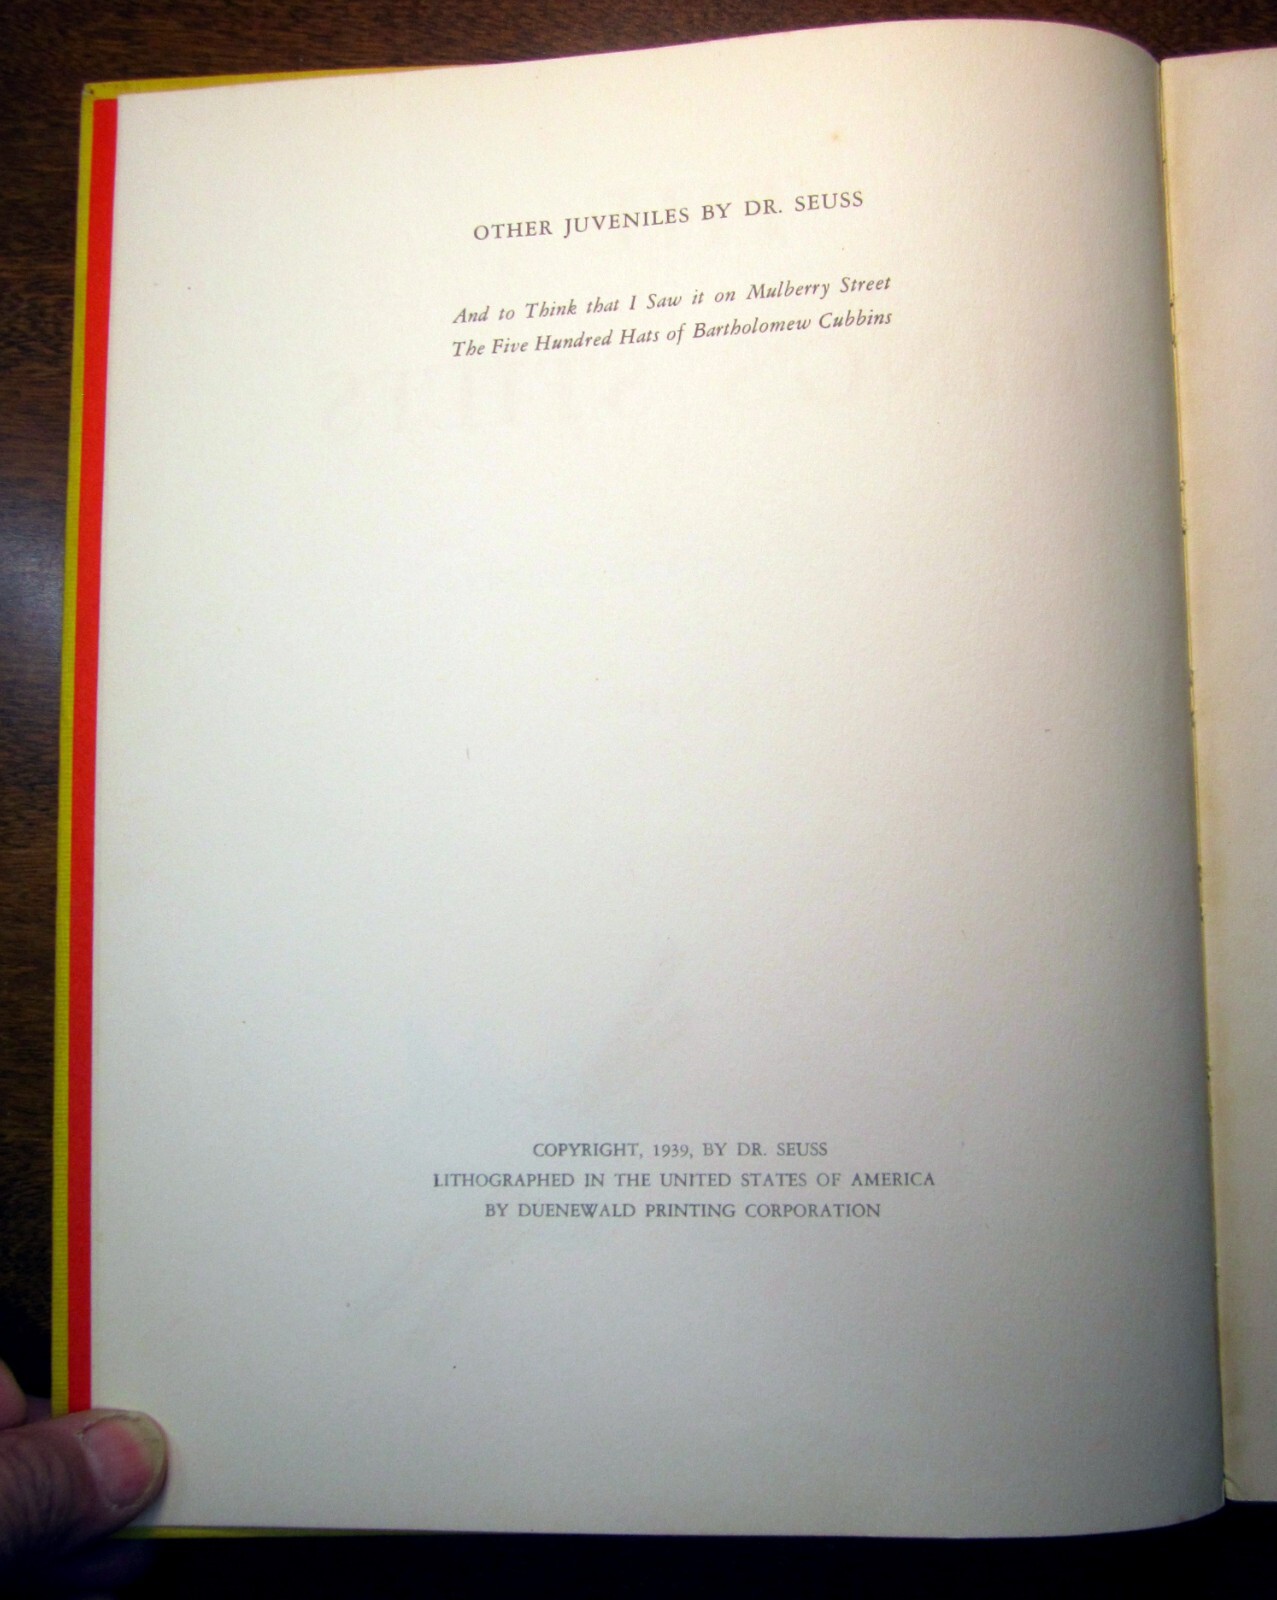 OTHER JUVENILES BY DR. SEUSS
And to Think that I Saw it on Mulberry Street
The Five Hundred Hats of Bartholomew Cubbins
COPYRIGHT, 1939, BY DR. SEUSS
LITHOGRAPHED IN THE UNITED STATES OF AMERICA
BY DUENEWALD PRINTING CORPORATION